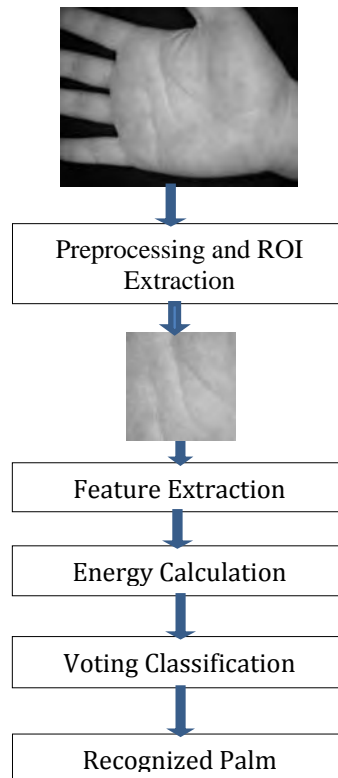 Preprocessing and ROI
Extraction
Feature Extraction
Energy Calculation
Voting Classification
Recognized Palm